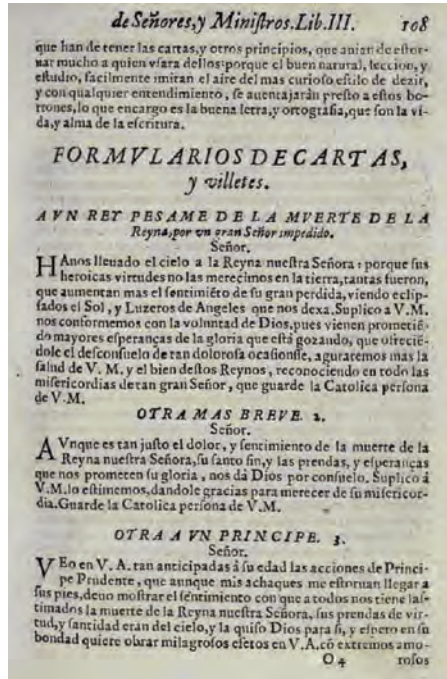 de Señores, y Miniſtros. Lib. III. 108
que han de tener las cartas, y otros principios, que auian de eſtor-
nar mucho a quien vſara dellos: porque el buen natural, leccion, y
eſtudio, facilmente imitan el aire del mas curioſo eſtilo de dezir,
y con qualquier entendimiento, ſe auentajaràn preſto a eſtos bo-
rrones, lo que encargo es la buena letra, y ortografia, que ſon la vi-
da, y alma de la eſcritura.
FORMVLARIOS DE CARTAS,
y villetes.
A VN REY PESAME DE LA MVERTE DE LA
Reyna, por vn gran Señor impedido.
Señor.
HAnos lleuado el cielo a la Reyna nueſtra Señora: porque ſus
heroicas virtudes no las merecimos en la tierra, tantas fueron,
que aumentan mas el ſentimiẽto de ſu gran perdida, viendo eclip-
ſados el Sol, y Luzeros de Angeles que nos dexa. Suplico a V.M.
nos conformemos con la voluntad de Dios, pues vienen prometiẽ-
do mayores eſperanças de la gloria que eſtà gozando, que ofreciẽ-
dole el deſconſuelo de tan doloroſa ocaſionſſe, aguraremos mas la
ſalud de V. M. y el bien deſtos Reynos, reconociendo en todo las
miſericordias de tan gran Señor, que guarde la Catolica perſona
de V.M.
OTRA MAS BREVE. 2.
Señor.
AVnque es tan juſto el dolor, y ſentimiento de la muerte de la
Reyna nueſtra Señora, ſu ſanto fin, y las prendas, y eſperanças
que nos prometen ſu gloria, nos dà Dios por conſuelo. Suplico à
V.M. lo eſtimemos, dandole gracias para merecer de ſu miſericor-
dia. Guarde la Catolica perſona de V.M.
OTRA A VN PRINCIPE. 3.
Señor.
VEo en V. A. tan anticipadas à ſu edad las acciones de Princi-
pe Prudente, que aunque mis achaques me eſtoruan llegar a
ſus pies, deuo moſtrar el ſentimiento con que a todos nos tiene laſ-
timados la muerte de la Reyna nueſtra Señora, ſus prendas de vir-
tud, y ſantidad eran del cielo, y la quiſo Dios para ſi, y eſpero en ſu
bondad quiere obrar milagroſos efetos en V.A. cõ extremos amo-
O 4 roſos